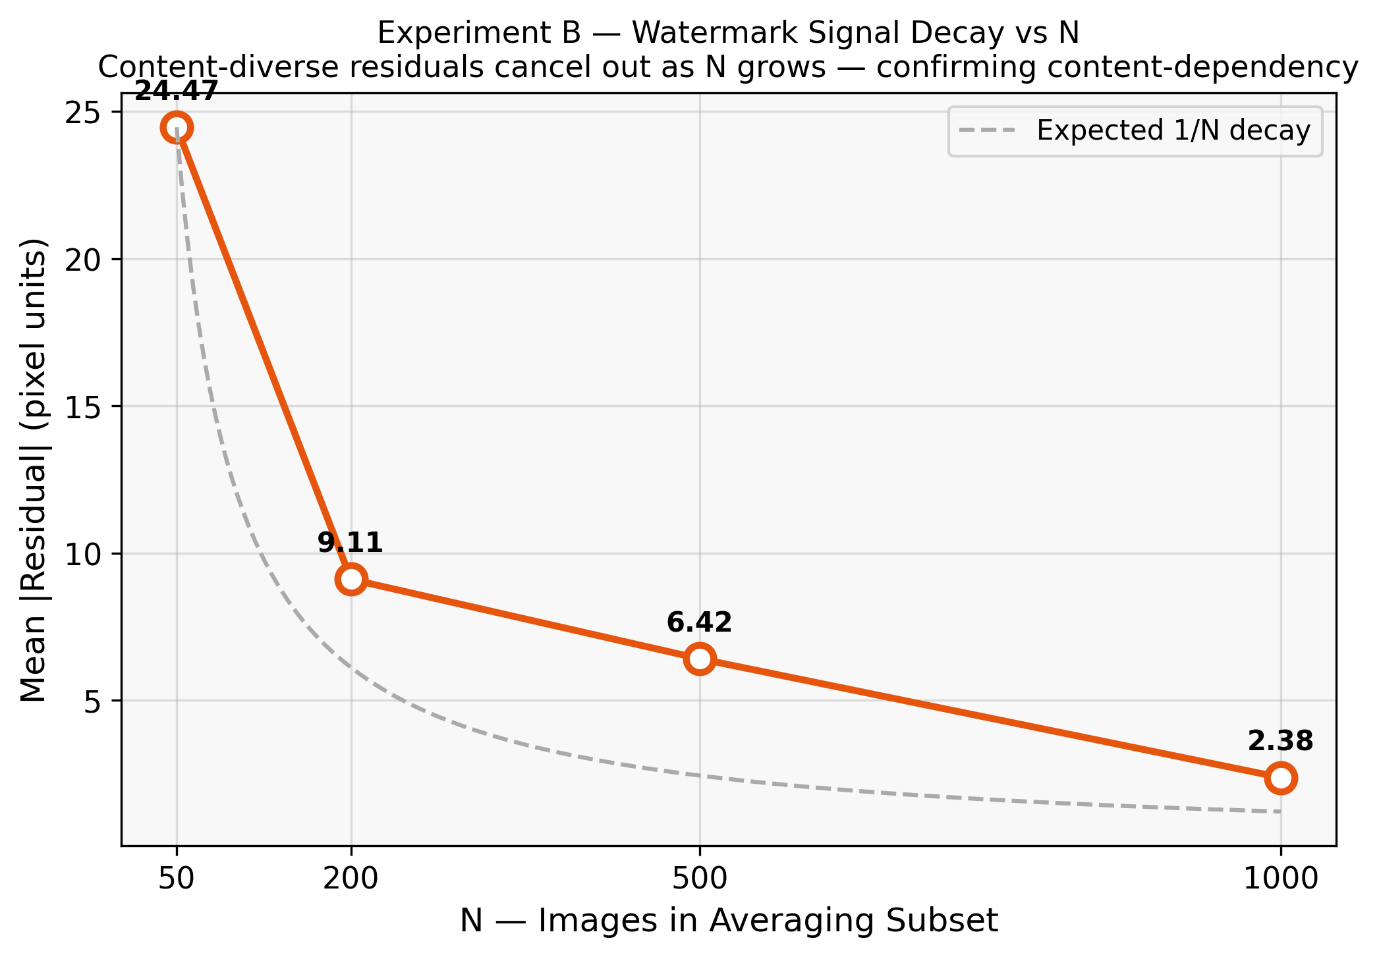 Experiment B — Watermark Signal Decay vs N
Content-diverse residuals cancel out as N grows — confirming content-dependency
24.47
25
Expected 1/N decay
20
15
Mean |Residual| (pixel units)
9.11
10
6.42
5
2.38
50 200 500 1000
N — Images in Averaging Subset